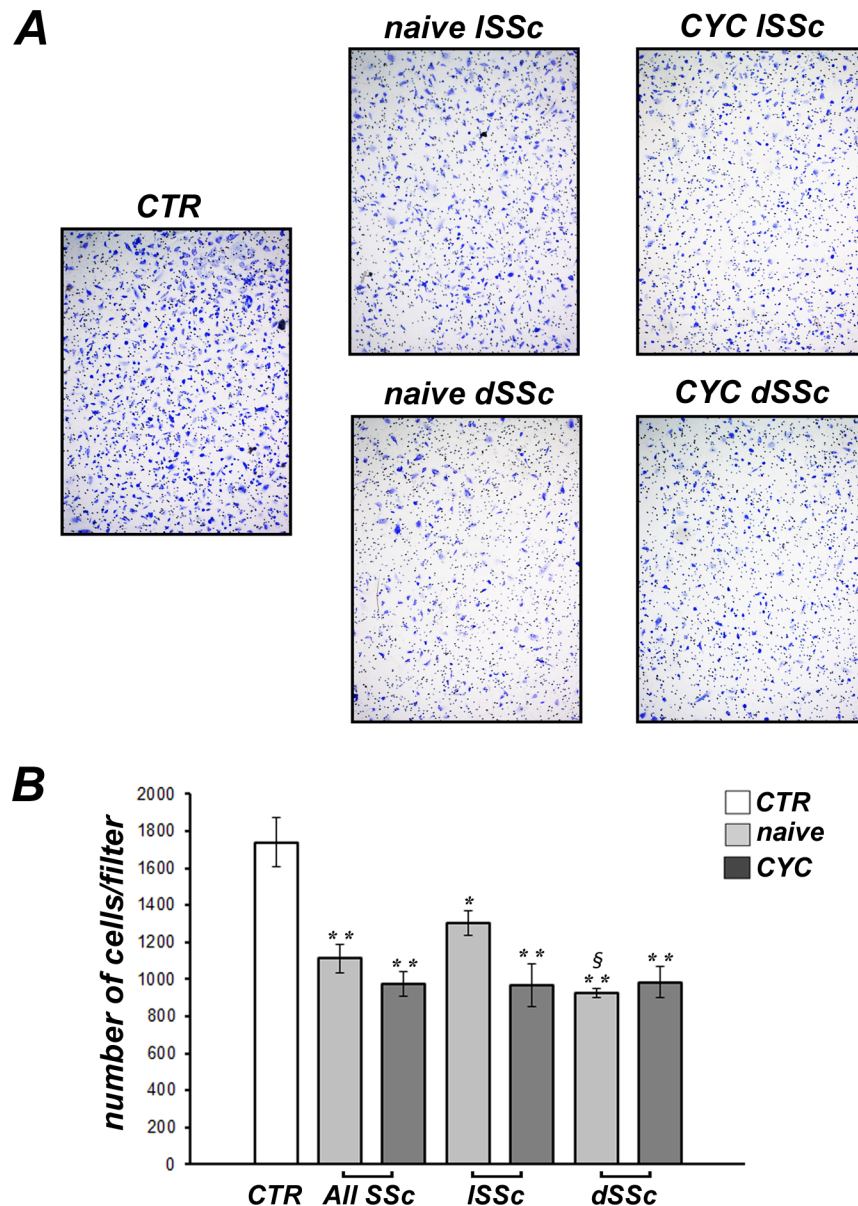 A
naive lSSc
CYC lSSc
CTR
naive dSSc
CYC dSSc
B
number of cells/filter
2000
1800
1600
1400
1200
1000
800
600
400
200
0
* *
* *
*
* *
§
* *
* *
CTR
naive
CYC
CTR
All SSc
lSSc
dSSc